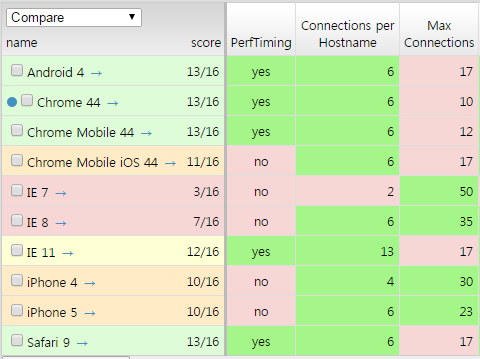 Compare
name score PerfTiming Connections per Hostname Max Connections
Android 4 → 13/16 yes 6 17
Chrome 44 → 13/16 yes 6 10
Chrome Mobile 44 → 13/16 yes 6 12
Chrome Mobile iOS 44 → 11/16 no 6 17
IE 7 → 3/16 no 2 50
IE 8 → 7/16 no 6 35
IE 11 → 12/16 yes 13 17
iPhone 4 → 10/16 no 4 30
iPhone 5 → 10/16 no 6 23
Safari 9 → 13/16 yes 6 17